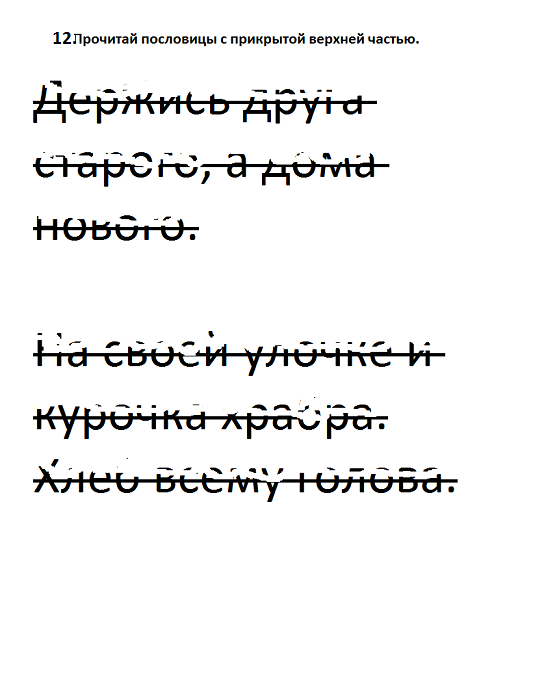 12.Прочитай пословицы с прикрытой верхней частью.
Держись друга
старого, а дома
нового.
На своей улочке и
курочка храбра.
Хлеб всему голова.